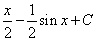 x/2 − 1/2 sin x + C